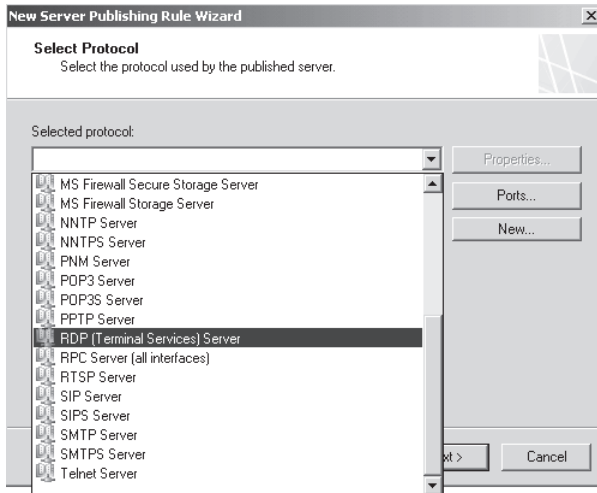 New Server Publishing Rule Wizard
Select Protocol
Select the protocol used by the published server.
Selected protocol:
Properties...
MS Firewall Secure Storage Server
MS Firewall Storage Server
Ports...
NNTP Server
NNTPS Server
New...
PNM Server
POP3 Server
POP3S Server
PPTP Server
RDP (Terminal Services) Server
RPC Server (all interfaces)
RTSP Server
SIP Server
SIPS Server
SMTP Server
SMTPS Server
Telnet Server
xt >
Cancel